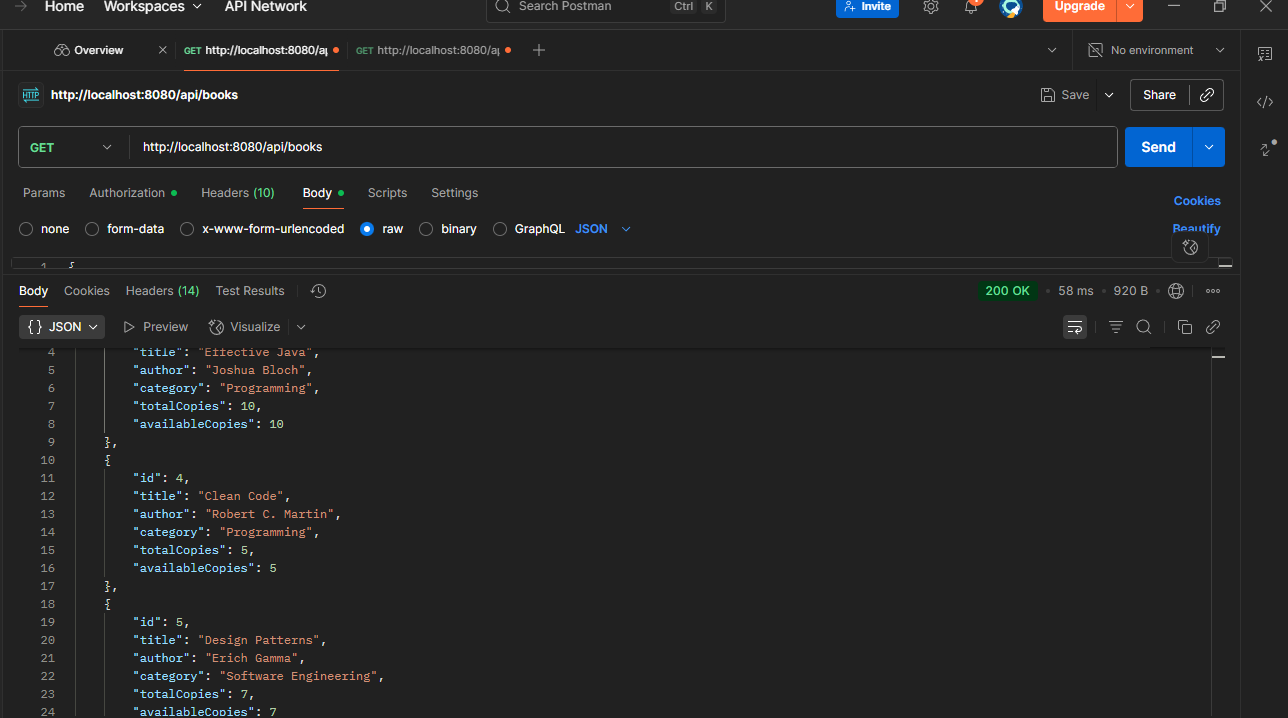 Home Workspaces API Network Search Postman Ctrl K Invite Upgrade
Overview GET http://localhost:8080/a GET http://localhost:8080/a No environment
HTTP http://localhost:8080/api/books Save Share
GET http://localhost:8080/api/books Send
Params Authorization Headers (10) Body Scripts Settings Cookies
none form-data x-www-form-urlencoded raw binary GraphQL JSON Beautify
1 {
Body Cookies Headers (14) Test Results 200 OK 58 ms 920 B
{} JSON Preview Visualize
4 "title": "Effective Java",
5 "author": "Joshua Bloch",
6 "category": "Programming",
7 "totalCopies": 10,
8 "availableCopies": 10
9 },
10 {
11 "id": 4,
12 "title": "Clean Code",
13 "author": "Robert C. Martin",
14 "category": "Programming",
15 "totalCopies": 5,
16 "availableCopies": 5
17 },
18 {
19 "id": 5,
20 "title": "Design Patterns",
21 "author": "Erich Gamma",
22 "category": "Software Engineering",
23 "totalCopies": 7,
24 "availableCopies": 7